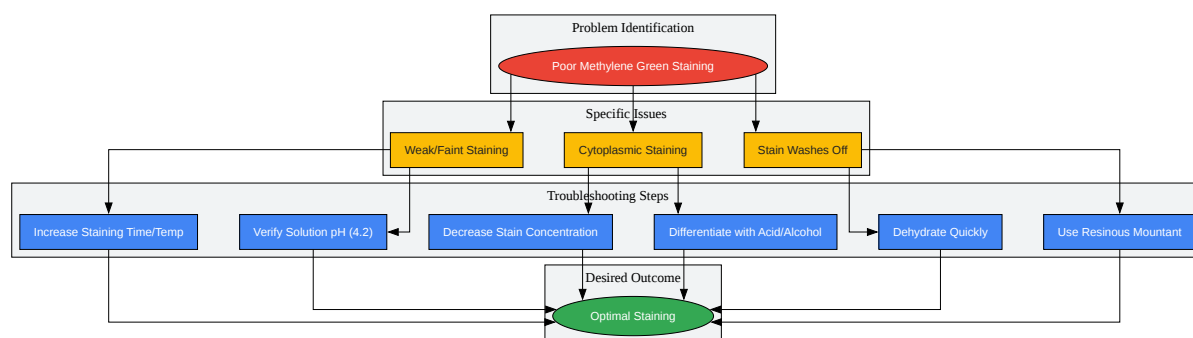 Problem Identification
Poor Methylene Green Staining
Specific Issues
Weak/Faint Staining
Cytoplasmic Staining
Stain Washes Off
Troubleshooting Steps
Increase Staining Time/Temp
Verify Solution pH (4.2)
Decrease Stain Concentration
Differentiate with Acid/Alcohol
Dehydrate Quickly
Use Resinous Mountant
Desired Outcome
Optimal Staining